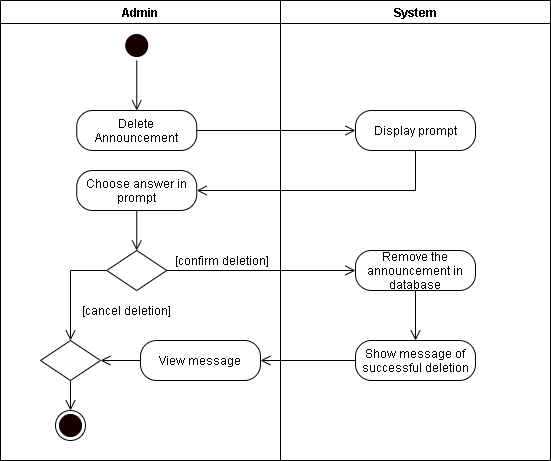 Admin
System
Delete
Announcement
Display prompt
Choose answer in
prompt
[confirm deletion]
Remove the
announcement in
database
[cancel deletion]
View message
Show message of
successful deletion